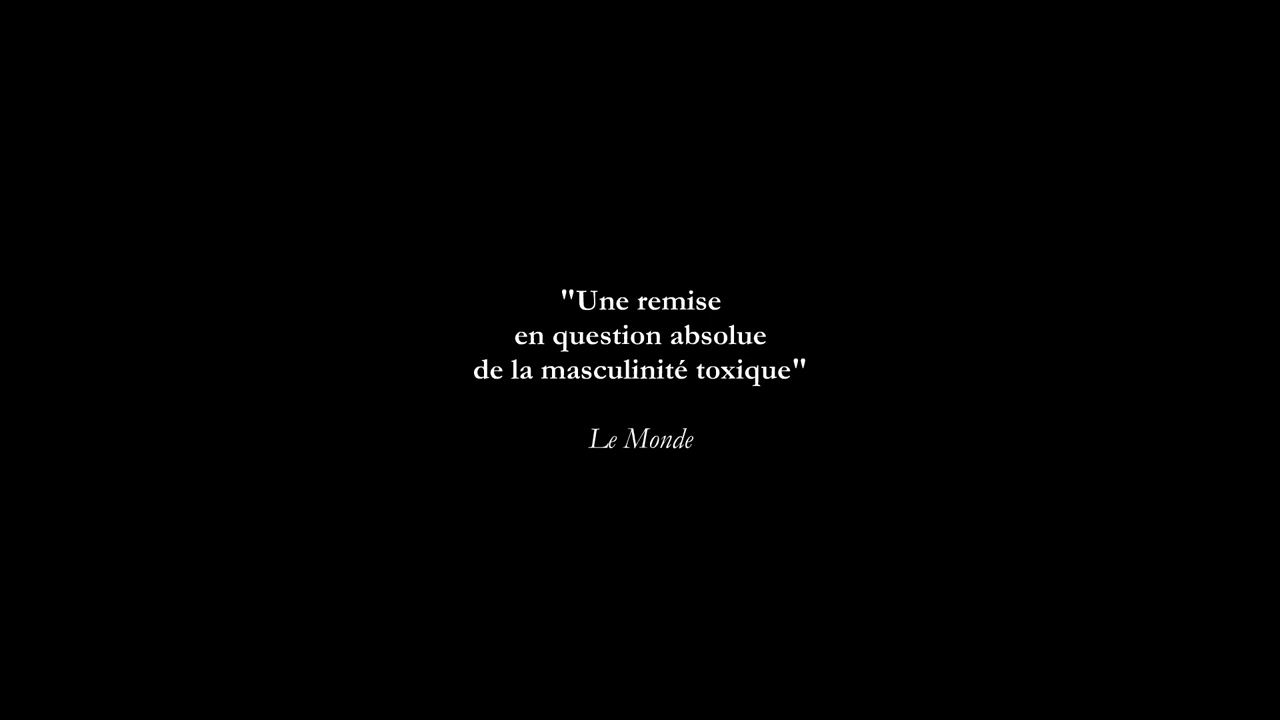 "Une remise
en question absolue
de la masculinité toxique"
Le Monde